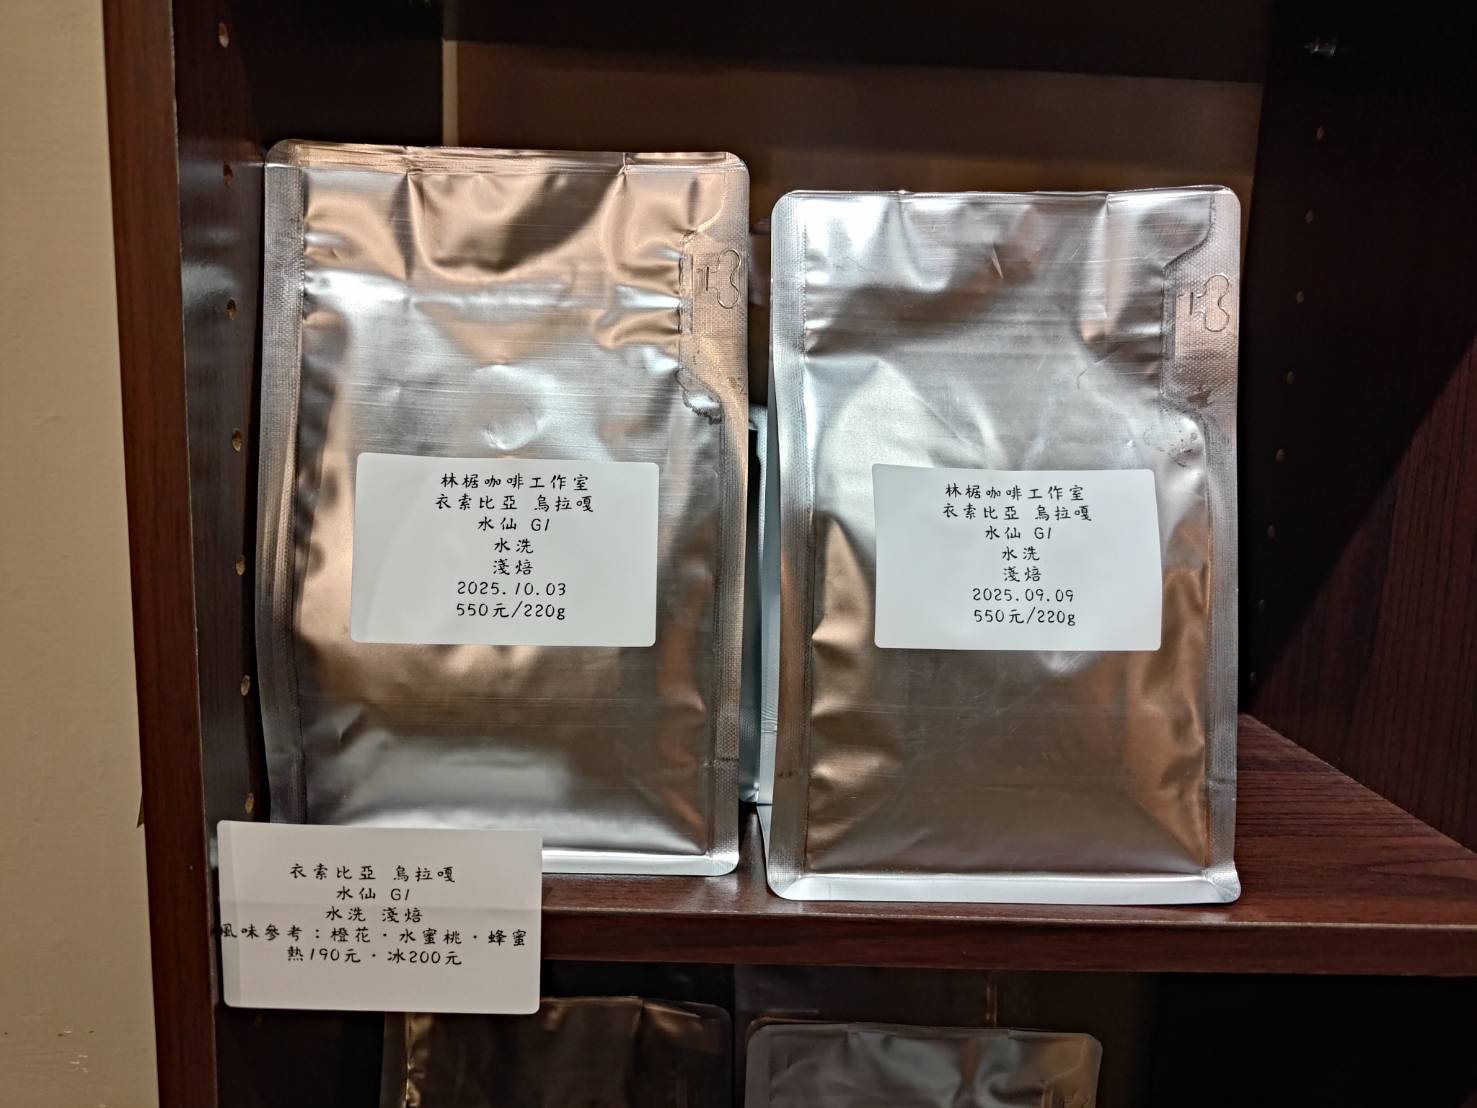 林椐咖啡工作室
衣索比亞 烏拉嘎
水仙 G1
水洗
淺焙
2025.10.03
550元/220g
林椐咖啡工作室
衣索比亞 烏拉嘎
水仙 G1
水洗
淺焙
2025.09.09
550元/220g
衣索比亞 烏拉嘎
水仙 G1
水洗 淺焙
風味參考：橙花·水蜜桃·蜂蜜
熱190元·冰200元